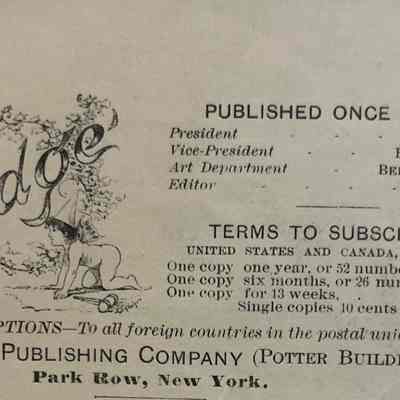 dge
PUBLISHED ONCE
President - -
Vice-President - -
Art Department - - BE
Editor - -
TERMS TO SUBSC
UNITED STATES AND CANADA,
One copy one year, or 52 numbe
One copy six months, or 26 nu
One copy for 13 weeks,
Single copies 10 cents
PTIONS—To all foreign countries in the postal uni
PUBLISHING COMPANY (POTTER BUILD
Park Row, New York.